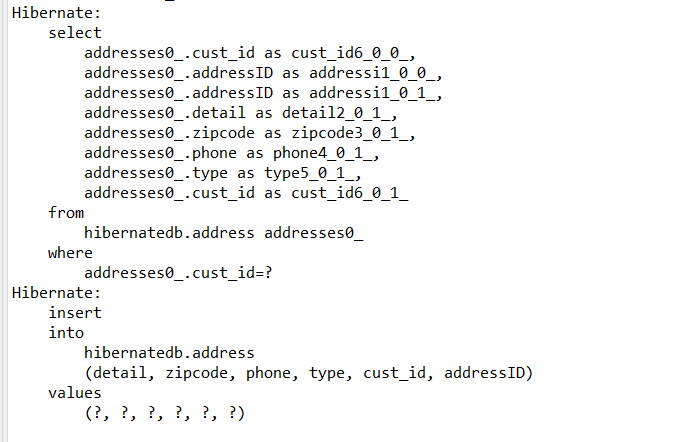 Hibernate:
    select
        addresses0_.cust_id as cust_id6_0_0_,
        addresses0_.addressID as addressi1_0_0_,
        addresses0_.addressID as addressi1_0_1_,
        addresses0_.detail as detail2_0_1_,
        addresses0_.zipcode as zipcode3_0_1_,
        addresses0_.phone as phone4_0_1_,
        addresses0_.type as type5_0_1_,
        addresses0_.cust_id as cust_id6_0_1_
    from
        hibernatedb.address addresses0_
    where
        addresses0_.cust_id=?
Hibernate:
    insert
    into
        hibernatedb.address
        (detail, zipcode, phone, type, cust_id, addressID)
    values
        (?, ?, ?, ?, ?, ?)